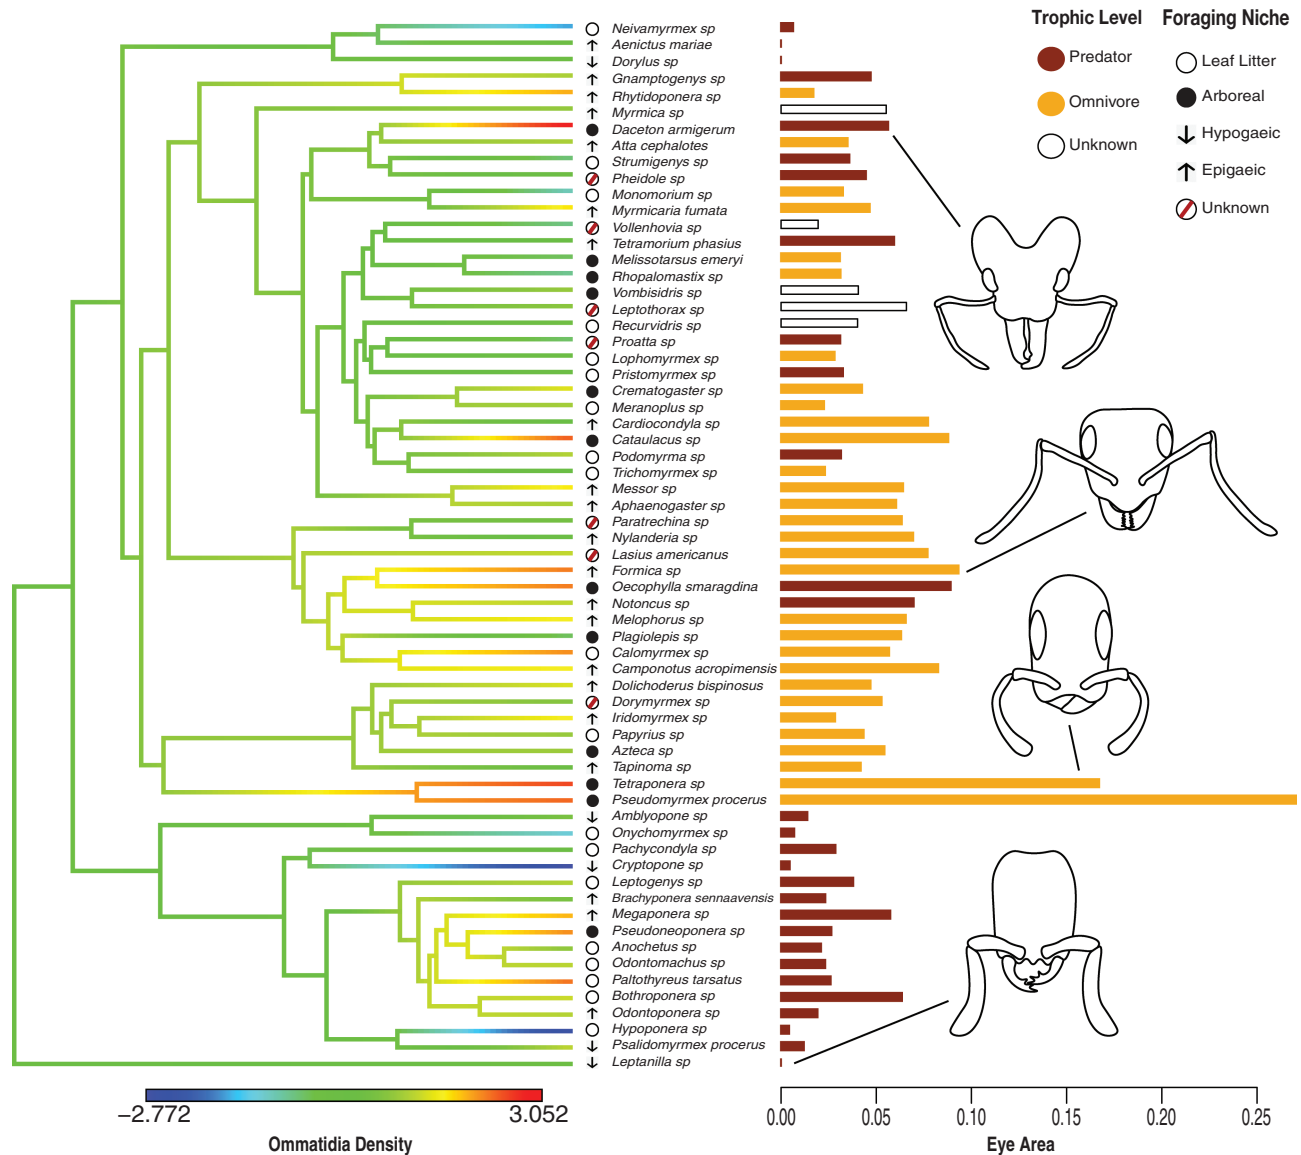 Neivamyrmex sp
Aenictus mariae
Dorylus sp
Gnamptogenys sp
Rhytidoponera sp
Myrmica sp
Daceton armigerum
Atta cephalotes
Strumigenys sp
Pheidole sp
Monomorium sp
Myrmicaria fumata
Vollenhovia sp
Tetramorium phasius
Melissotarsus emeryi
Rhopalomastix sp
Vombisidris sp
Leptothorax sp
Recurvidris sp
Proatta sp
Lophomyrmex sp
Pristomyrmex sp
Crematogaster sp
Meranoplus sp
Cardiocondyla sp
Cataulacus sp
Podomyrma sp
Trichomyrmex sp
Messor sp
Aphaenogaster sp
Paratrechina sp
Nylanderia sp
Lasius americanus
Formica sp
Oecophylla smaragdina
Notoncus sp
Melophorus sp
Plagiolepis sp
Calomyrmex sp
Camponotus acropimensis
Dolichoderus bispinosus
Dorymyrmex sp
Iridomyrmex sp
Papyrius sp
Azteca sp
Tapinoma sp
Tetraponera sp
Pseudomyrmex procerus
Amblyopone sp
Onychomyrmex sp
Pachycondyla sp
Cryptopone sp
Leptogenys sp
Brachyponera sennaavensis
Megaponera sp
Pseudoneoponera sp
Anochetus sp
Odontomachus sp
Paltothyreus tarsatus
Bothroponera sp
Odontoponera sp
Hypoponera sp
Psalidomyrmex procerus
Leptanilla sp
Trophic Level
Predator
Omnivore
Unknown
Foraging Niche
Leaf Litter
Arboreal
Hypogaeic
Epigaeic
Unknown
−2.772 3.052
Ommatidia Density
0.00 0.05 0.10 0.15 0.20 0.25
Eye Area